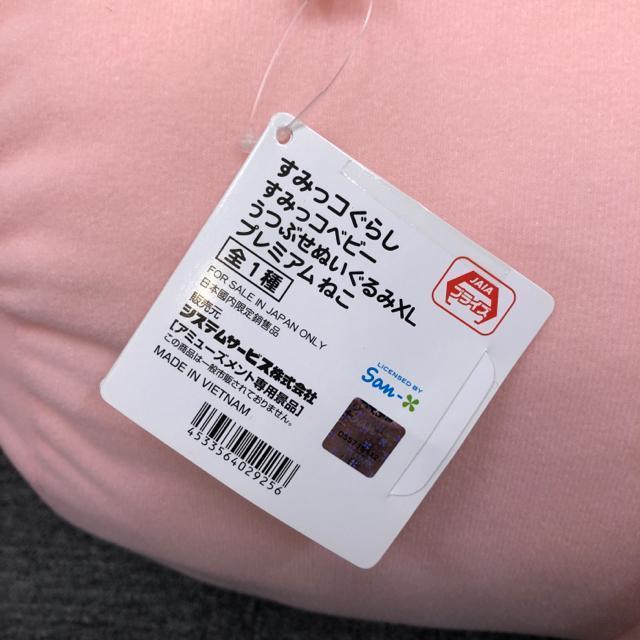 すみっコぐらし
すみっコベビー
うつぶせぬいぐるみXL
プレミアム ねこ
全1種
FOR SALE IN JAPAN ONLY
日本国内限定銷售品
販売元
システムサービス株式会社
[アミューズメント専用景品]
この商品は一般市販されておりません。
MADE IN VIETNAM
4533564029256
JAIA
プライズ
LICENSED BY
San-X